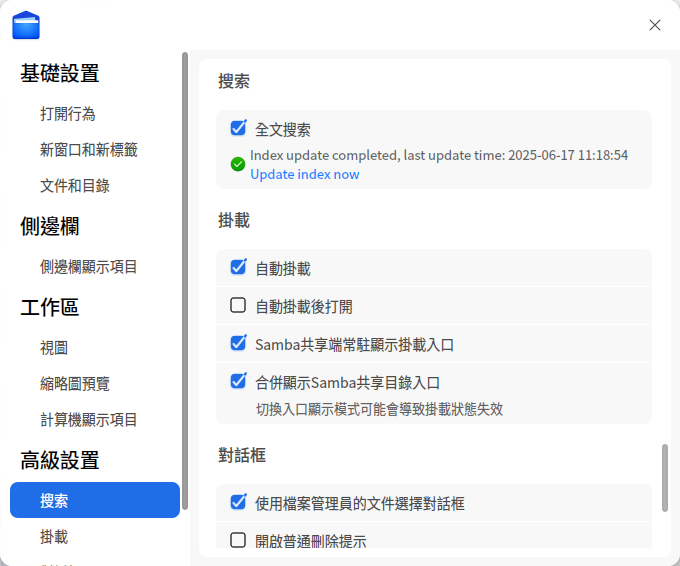 基礎設置
打開行為
新窗口和新標籤
文件和目錄
側邊欄
側邊欄顯示項目
工作區
視圖
縮略圖預覽
計算機顯示項目
高級設置
搜索
掛載
搜索
全文搜索
Index update completed, last update time: 2025-06-17 11:18:54
Update index now
掛載
自動掛載
自動掛載後打開
Samba共享端常駐顯示掛載入口
合併顯示Samba共享目錄入口
切換入口顯示模式可能會導致掛載狀態失效
對話框
使用檔案管理員的文件選擇對話框
開啟普通刪除提示